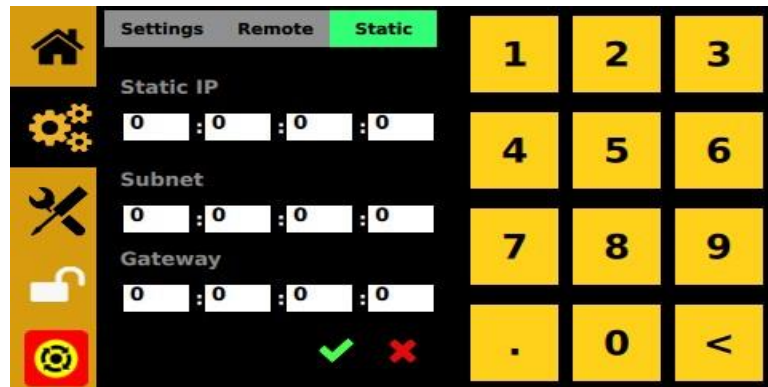 Settings Remote Static
Static IP
0 : 0 : 0 : 0
Subnet
0 : 0 : 0 : 0
Gateway
0 : 0 : 0 : 0
1 2 3
4 5 6
7 8 9
. 0 <